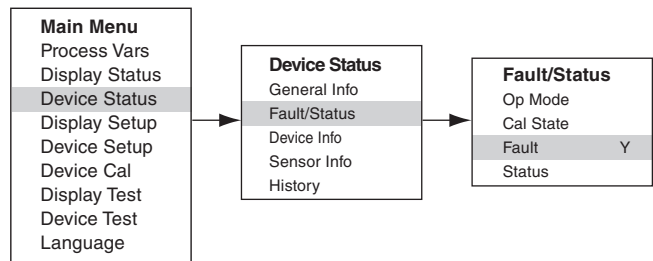 Main Menu
Process Vars
Display Status
Device Status
Display Setup
Device Setup
Device Cal
Display Test
Device Test
Language
Device Status
General Info
Fault/Status
Device Info
Sensor Info
History
Fault/Status
Op Mode
Cal State
Fault Y
Status